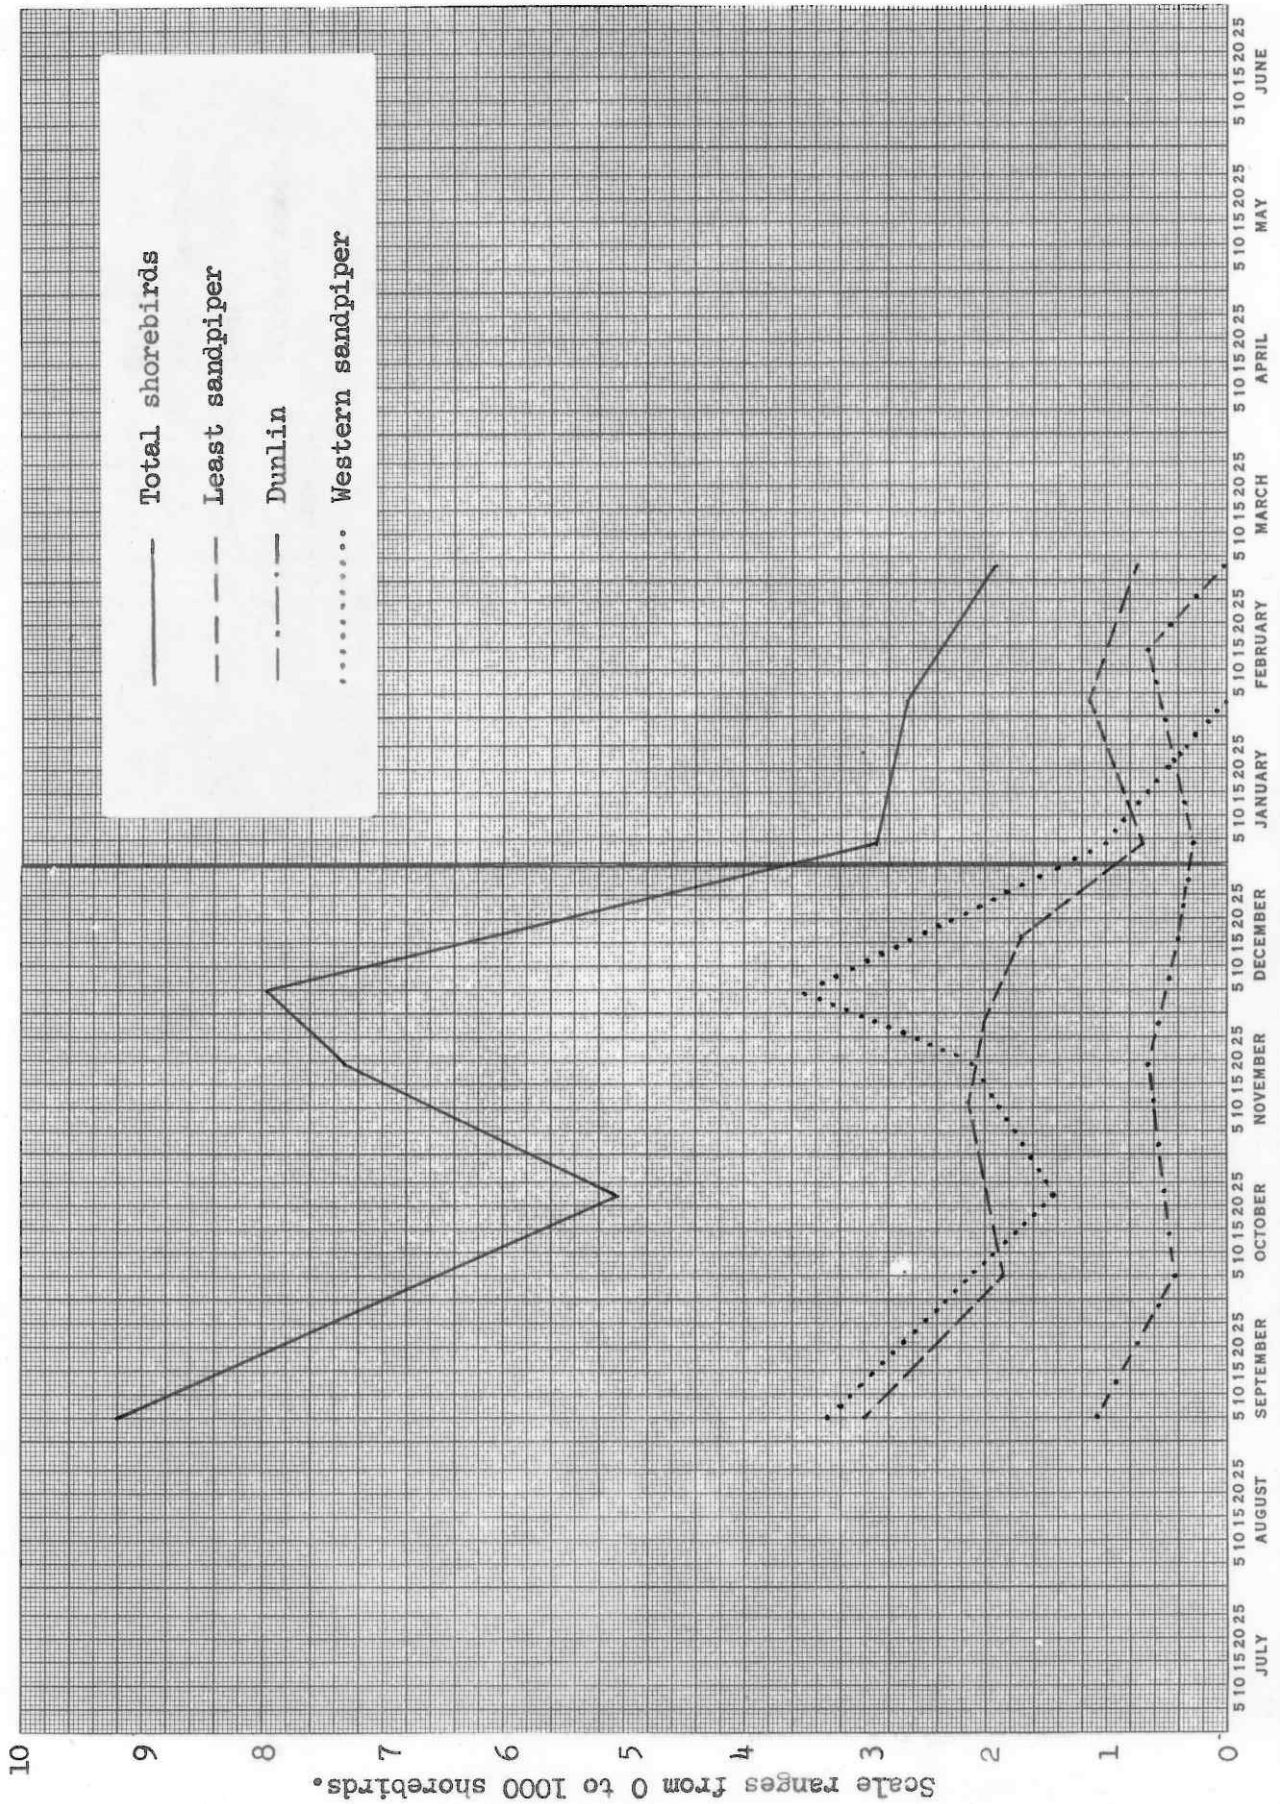 Total shorebirds
Least sandpiper
Dunlin
Western sandpiper
Scale ranges from 0 to 1000 shorebirds.
10
9
8
7
6
5
4
3
2
1
0
5 10 15 20 25 5 10 15 20 25 5 10 15 20 25 5 10 15 20 25 5 10 15 20 25 5 10 15 20 25 5 10 15 20 25 5 10 15 20 25 5 10 15 20 25 5 10 15 20 25 5 10 15 20 25 5 10 15 20 25
JULY AUGUST SEPTEMBER OCTOBER NOVEMBER DECEMBER JANUARY FEBRUARY MARCH APRIL MAY JUNE